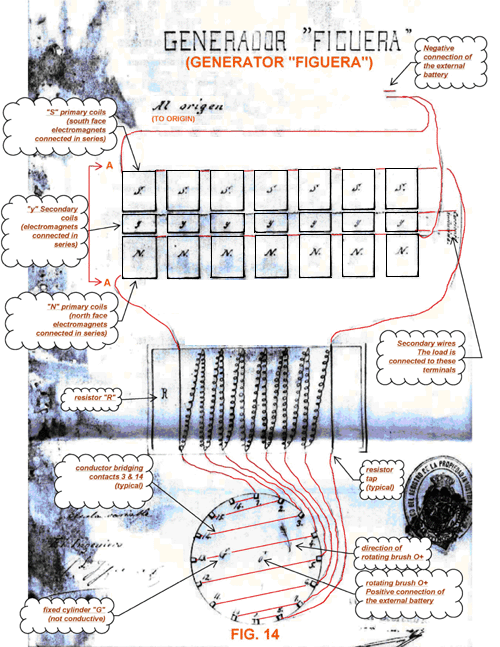 GENERADOR "FIGUERA"
(GENERATOR "FIGUERA")
Negative
connection of
the external
battery
Al origen
(TO ORIGIN)
"S" primary coils
(south face
electromagnets
connected in series)
A
S. S. S. S. S. S. S.
"y" Secondary
coils
(electromagnets
connected in
series)
y y y y y y y
N. N. N. N. N. N. N.
A
"N" primary coils
(north face
electromagnets
connected in series)
Secondary wires
The load is
connected to these
terminals
resistor "R"
R
conductor bridging
contacts 3 & 14
(typical)
resistor
tap
(typical)
direction of
rotating brush O+
rotating brush O+
Positive connection of
the external battery
fixed cylinder "G"
(not conductive)
FIG. 14